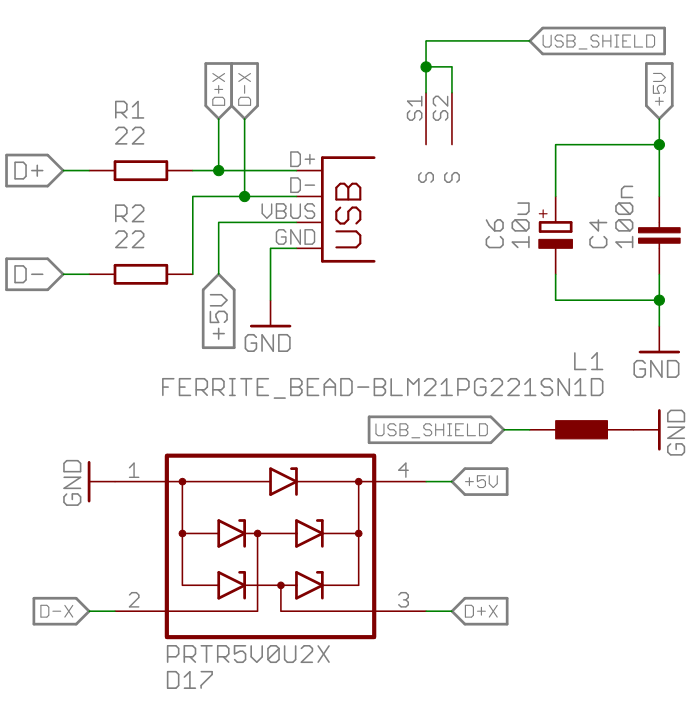 USB_SHIELD
D+X
D-X
+5V
S1
S2
R1
22
D+
D+
D-
VBUS
GND
USB
S
S
R2
22
D-
+5V
GND
C6
10u
+
C4
100n
GND
L1
FERRITE_BEAD-BLM21PG221SN1D
USB_SHIELD
GND
GND
1
4
+5V
D-X
2
3
D+X
PRTR5V0U2X
D17